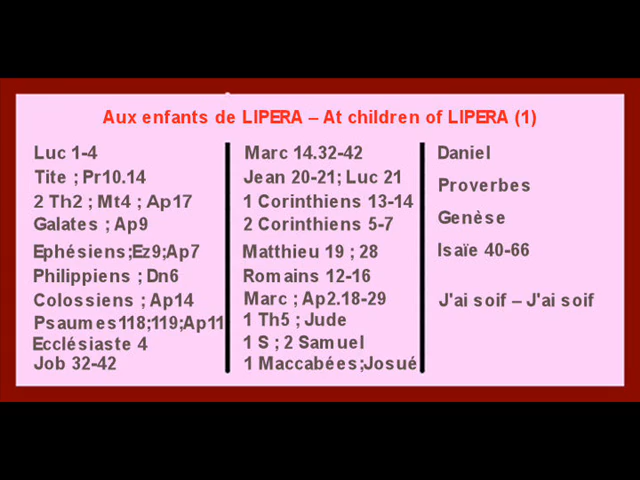 Aux enfants de LIPERA – At children of LIPERA (1)
Luc 1-4
Tite ; Pr10.14
2 Th2 ; Mt4 ; Ap17
Galates ; Ap9
Ephésiens;Ez9;Ap7
Philippiens ; Dn6
Colossiens ; Ap14
Psaumes118;119;Ap11
Ecclésiaste 4
Job 32-42
Marc 14.32-42
Jean 20-21; Luc 21
1 Corinthiens 13-14
2 Corinthiens 5-7
Matthieu 19 ; 28
Romains 12-16
Marc ; Ap2.18-29
1 Th5 ; Jude
1 S ; 2 Samuel
1 Maccabées;Josué
Daniel
Proverbes
Genèse
Isaïe 40-66
J'ai soif – J'ai soif